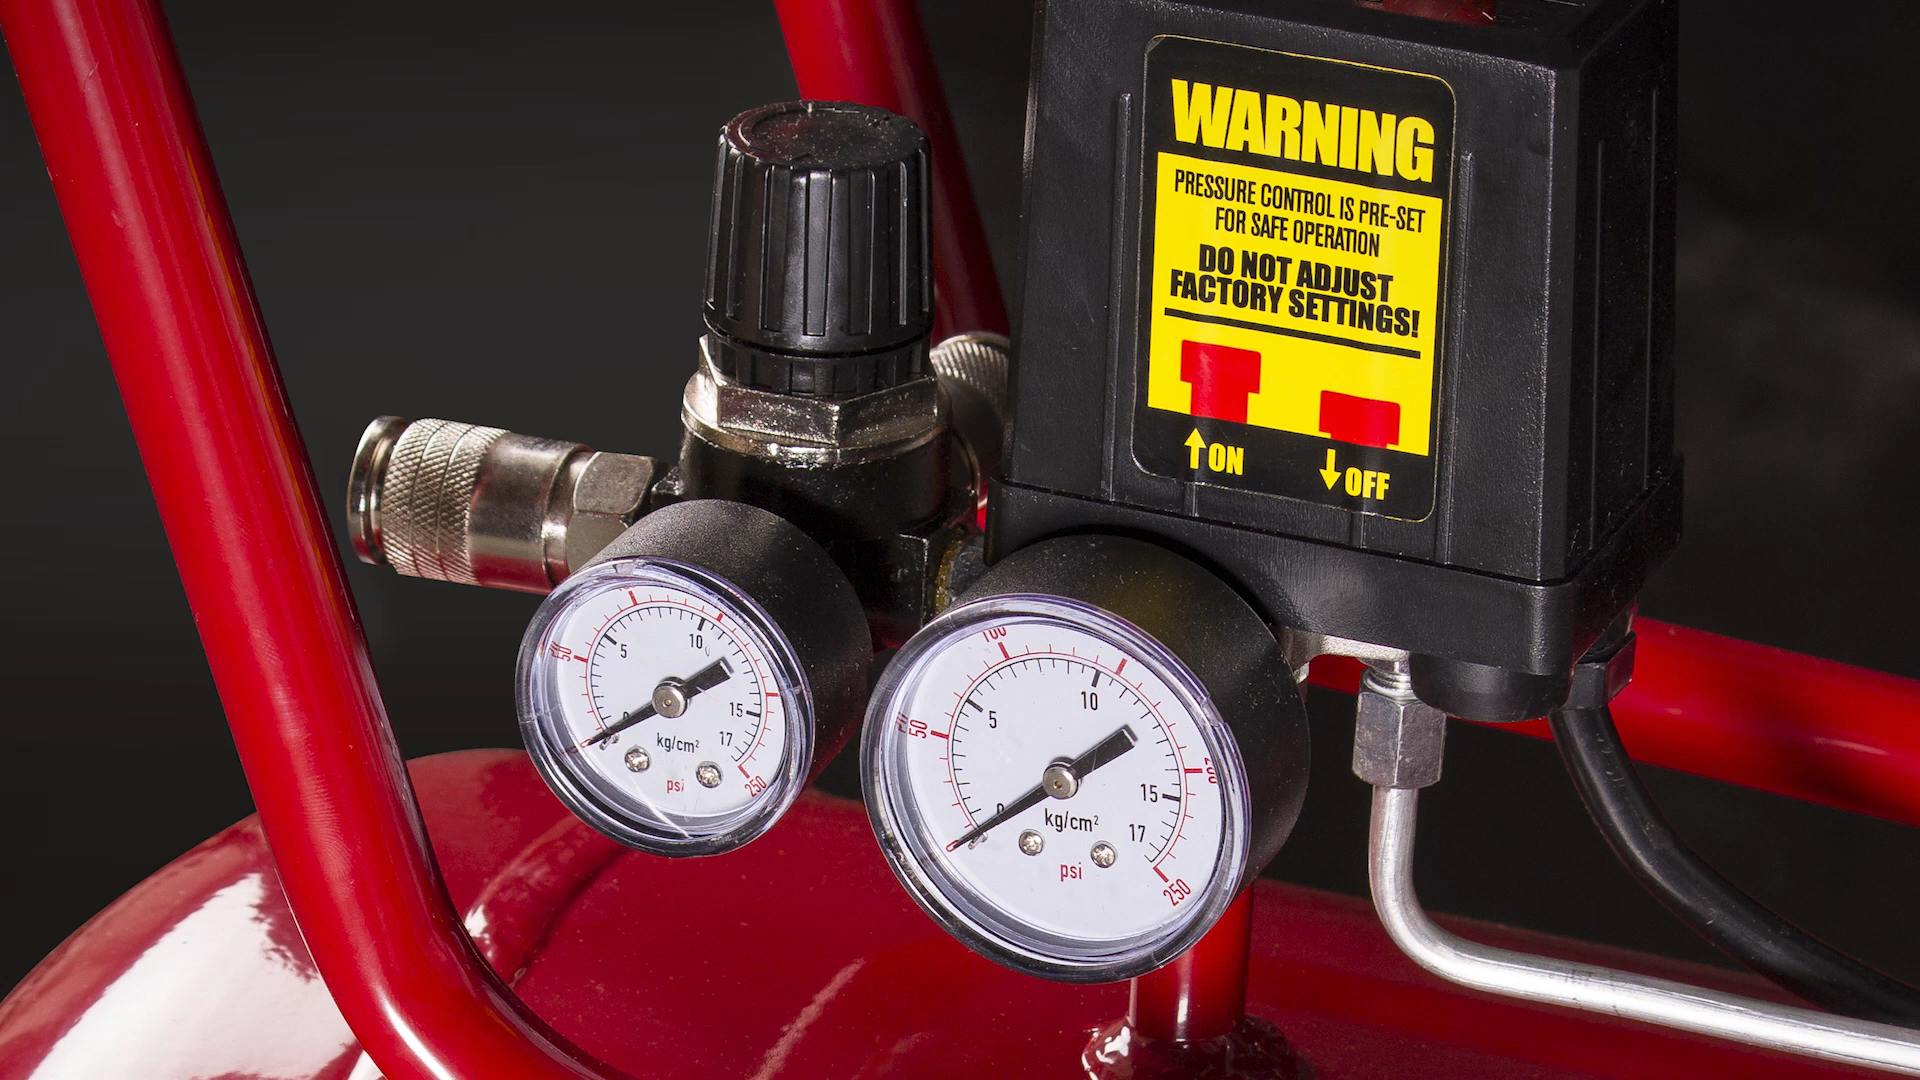 WARNING
PRESSURE CONTROL IS PRE-SET
FOR SAFE OPERATION
DO NOT ADJUST
FACTORY SETTINGS!
ON
OFF
50
5
10
15
17
kg/cm²
psi
250
100
50
5
10
15
0
17
kg/cm²
psi
250